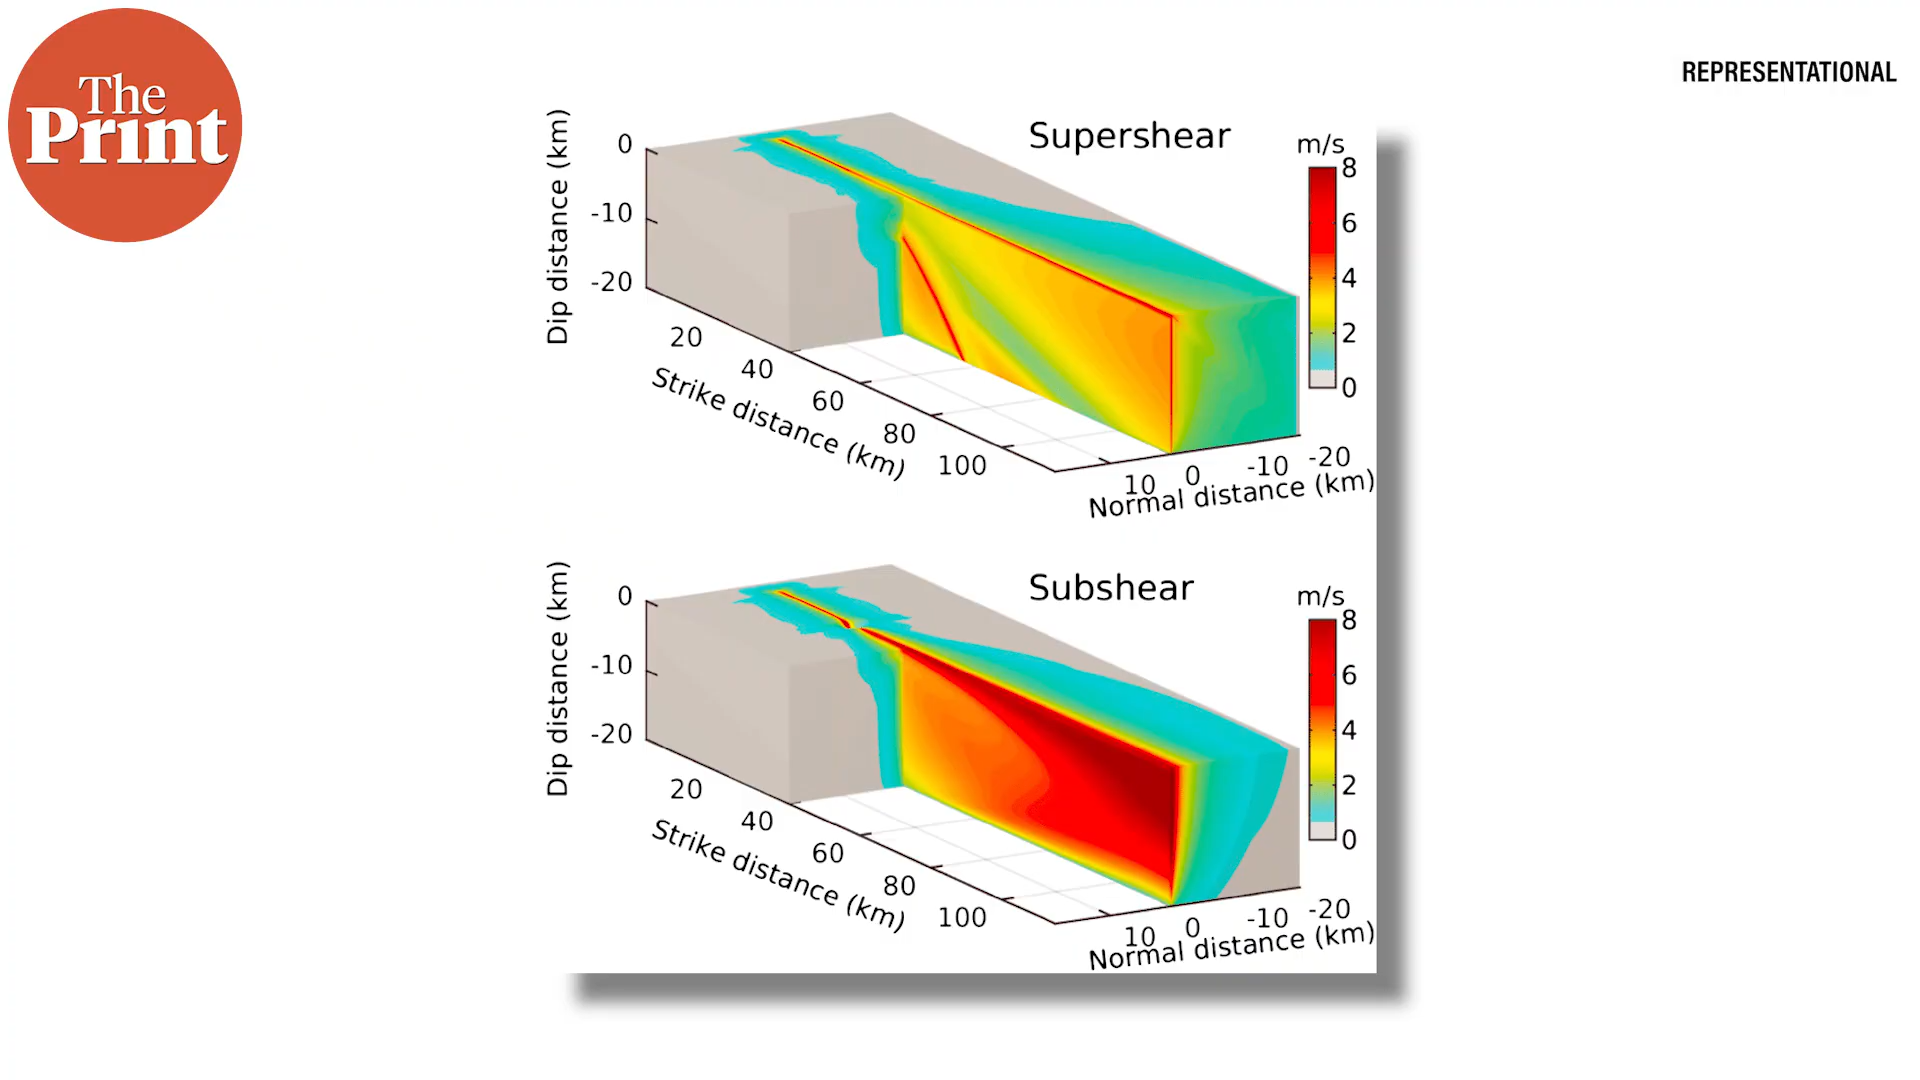 The
Print
REPRESENTATIONAL
Supershear
m/s
8
6
4
2
0
Dip distance (km)
0
-10
-20
20
40
60
80
100
Strike distance (km)
10
0
-10
-20
Normal distance (km)
Subshear
m/s
8
6
4
2
0
Dip distance (km)
0
-10
-20
20
40
60
80
100
Strike distance (km)
10
0
-10
-20
Normal distance (km)